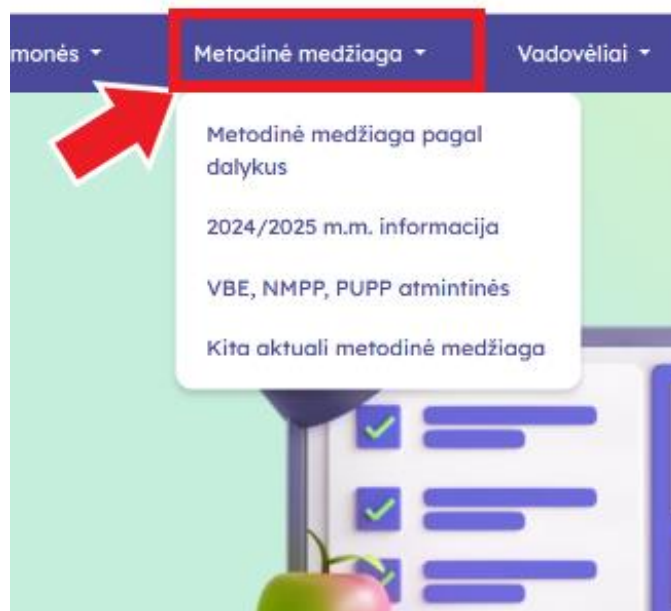 monės
Metodinė medžiaga
Vadovėliai
Metodinė medžiaga pagal
dalykus
2024/2025 m.m. informacija
VBE, NMPP, PUPP atmintinės
Kita aktuali metodinė medžiaga